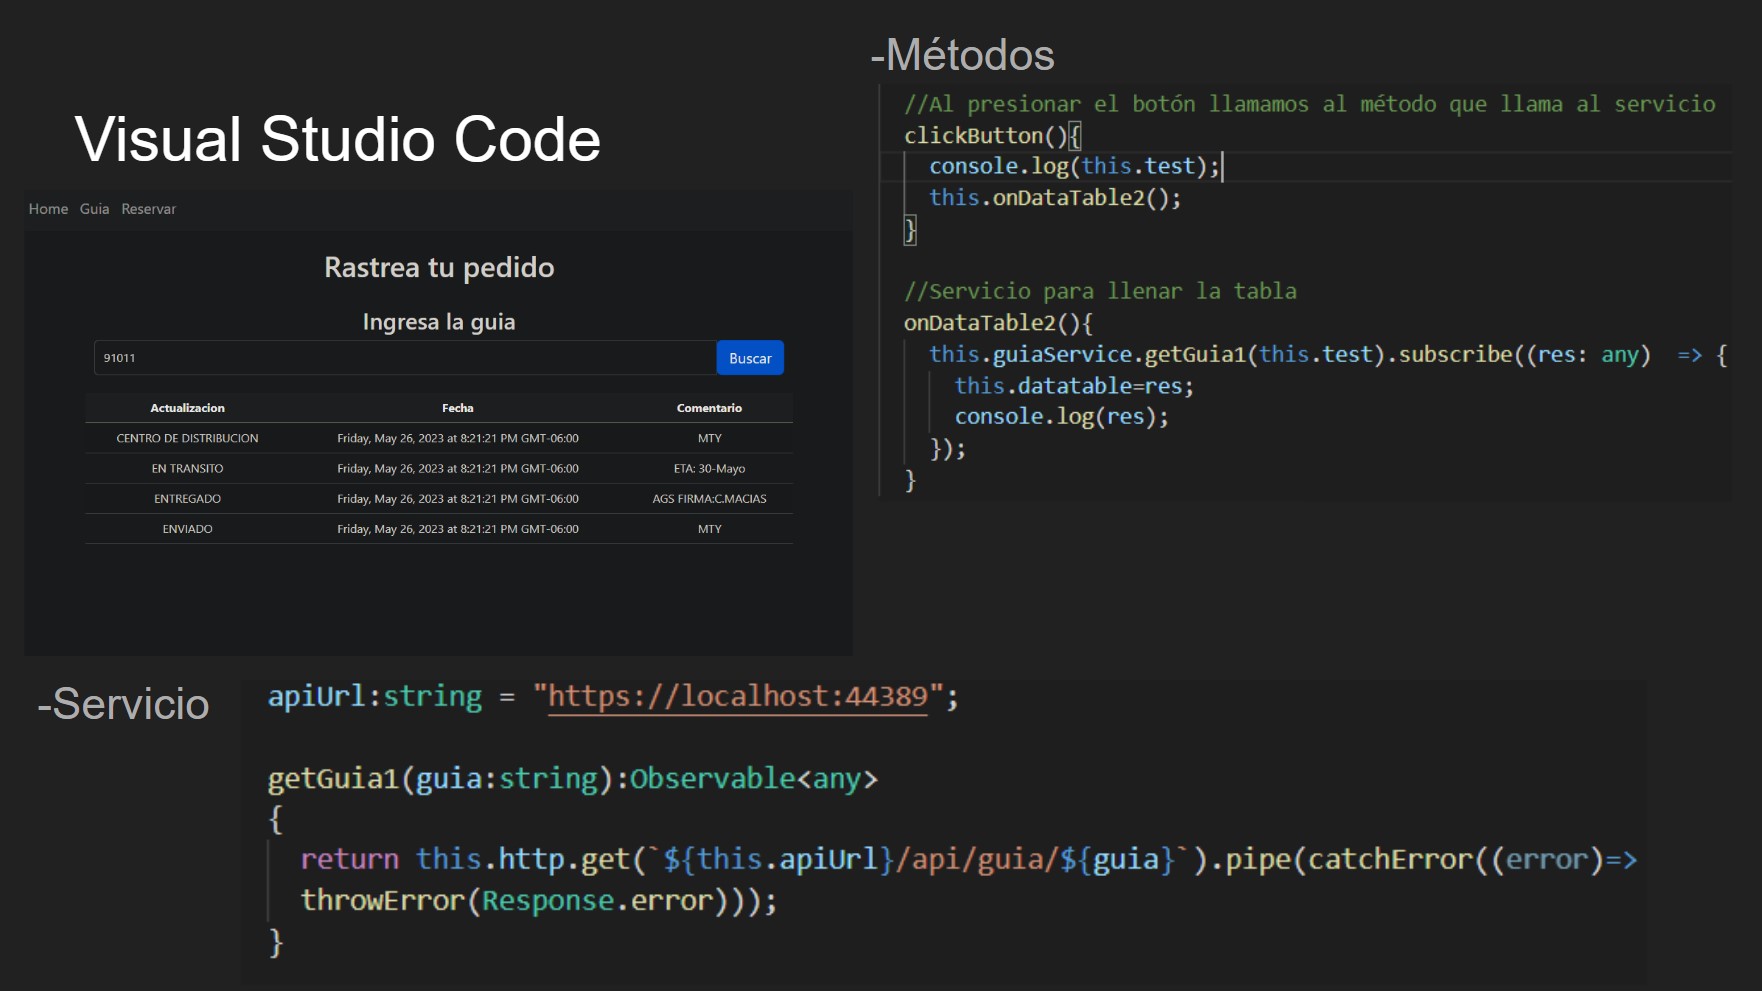 Visual Studio Code
Home Guia Reservar
Rastrea tu pedido
Ingresa la guia
91011 Buscar
Actualizacion Fecha Comentario
CENTRO DE DISTRIBUCION Friday, May 26, 2023 at 8:21:21 PM GMT-06:00 MTY
EN TRANSITO Friday, May 26, 2023 at 8:21:21 PM GMT-06:00 ETA: 30-Mayo
ENTREGADO Friday, May 26, 2023 at 8:21:21 PM GMT-06:00 AGS FIRMA:C.MACIAS
ENVIADO Friday, May 26, 2023 at 8:21:21 PM GMT-06:00 MTY
-Métodos
//Al presionar el botón llamamos al método que llama al servicio
clickButton(){
console.log(this.test);
this.onDataTable2();
}
//Servicio para llenar la tabla
onDataTable2(){
this.guiaService.getGuia1(this.test).subscribe((res: any) => {
this.datatable=res;
console.log(res);
});
}
-Servicio
apiUrl:string = "https://localhost:44389";
getGuia1(guia:string):Observable<any>
{
return this.http.get(`${this.apiUrl}/api/guia/${guia}`).pipe(catchError((error)=>
throwError(Response.error)));
}